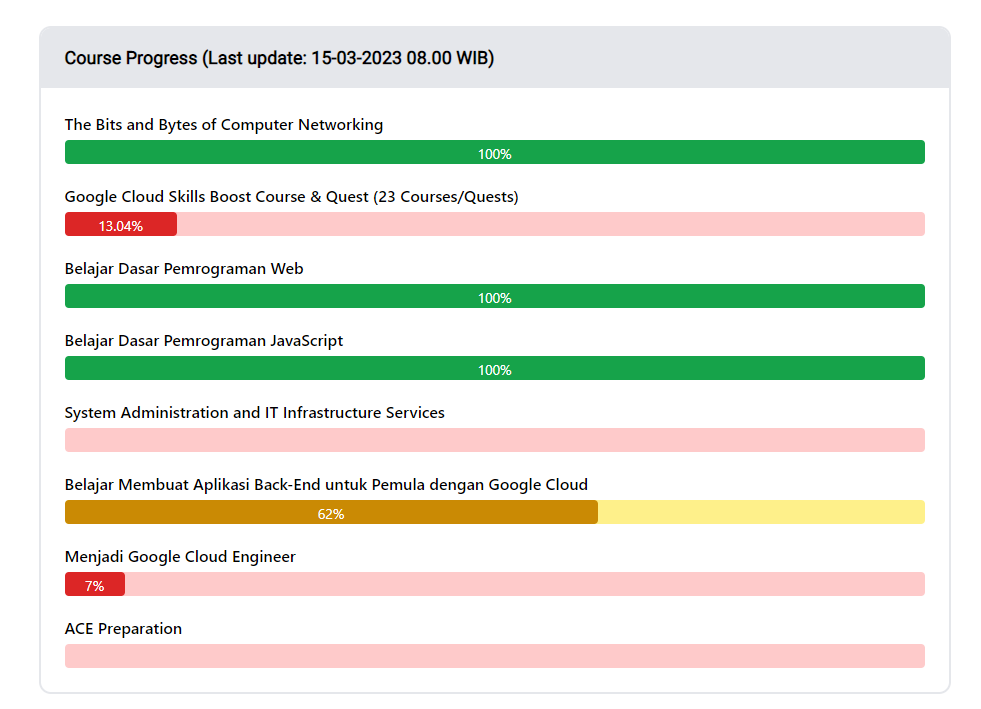 Course Progress (Last update: 15-03-2023 08.00 WIB)
The Bits and Bytes of Computer Networking
100%
Google Cloud Skills Boost Course & Quest (23 Courses/Quests)
13.04%
Belajar Dasar Pemrograman Web
100%
Belajar Dasar Pemrograman JavaScript
100%
System Administration and IT Infrastructure Services
Belajar Membuat Aplikasi Back-End untuk Pemula dengan Google Cloud
62%
Menjadi Google Cloud Engineer
7%
ACE Preparation